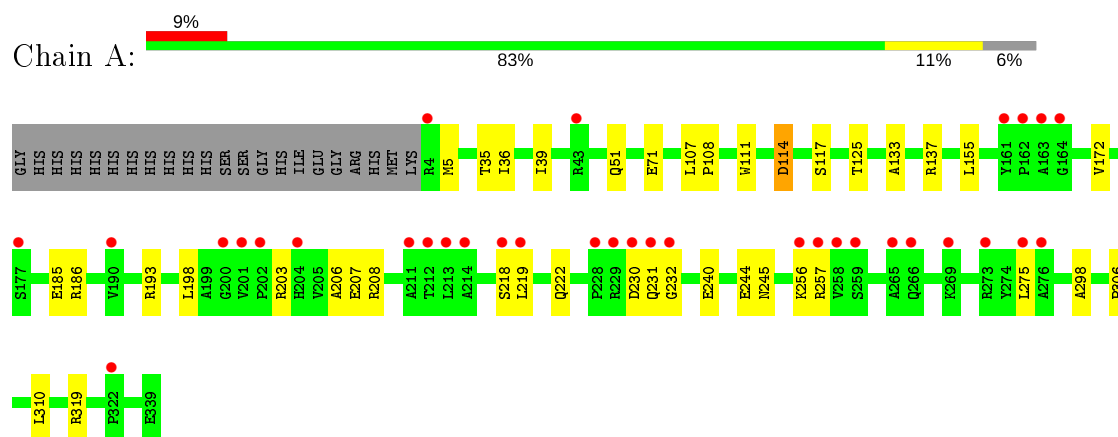 9%
Chain A:
83% 11% 6%
GLY HIS HIS HIS HIS HIS HIS HIS HIS HIS HIS SER SER GLY HIS ILE GLU GLY ARG HIS MET LYS R4 M5 T35 I36 I39 R43 Q51 E71 L107 P108 W111 D114 S117 T125 A133 R137 L155 Y161 P162 A163 G164 V172
S177 E185 R186 V190 R193 L198 A199 G200 V201 P202 R203 H204 V205 A206 E207 R208 A211 T212 L213 A214 S218 L219 Q222 P228 R229 D230 Q231 G232 E240 E244 N245 K256 R257 V258 S259 A265 Q266 K269 R273 Y274 L275 A276 A298
L310 R319 P322 E339